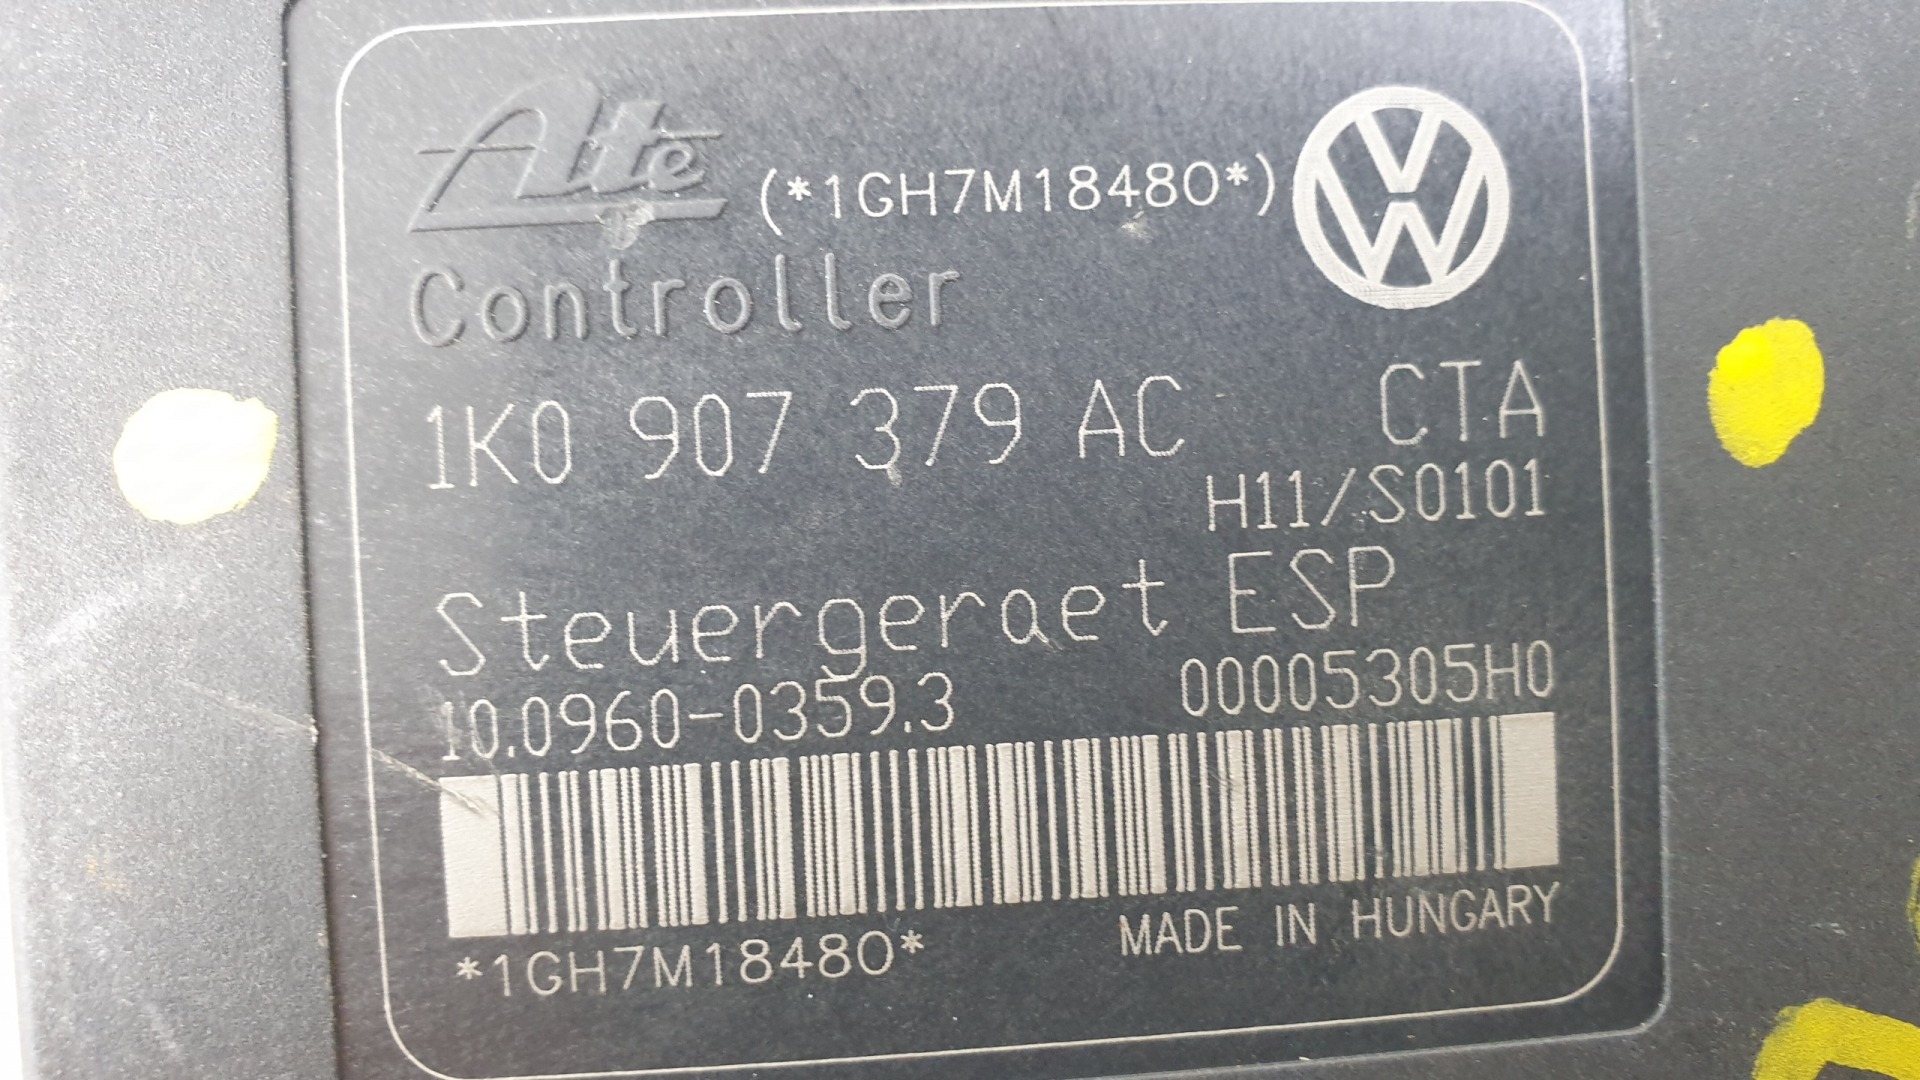 Ate (*1GH7M18480*)
Controller
1K0 907 379 AC CTA
H11/S0101
Steuergeraet ESP
10.0960-0359.3 00005305H0
MADE IN HUNGARY
*1GH7M18480*